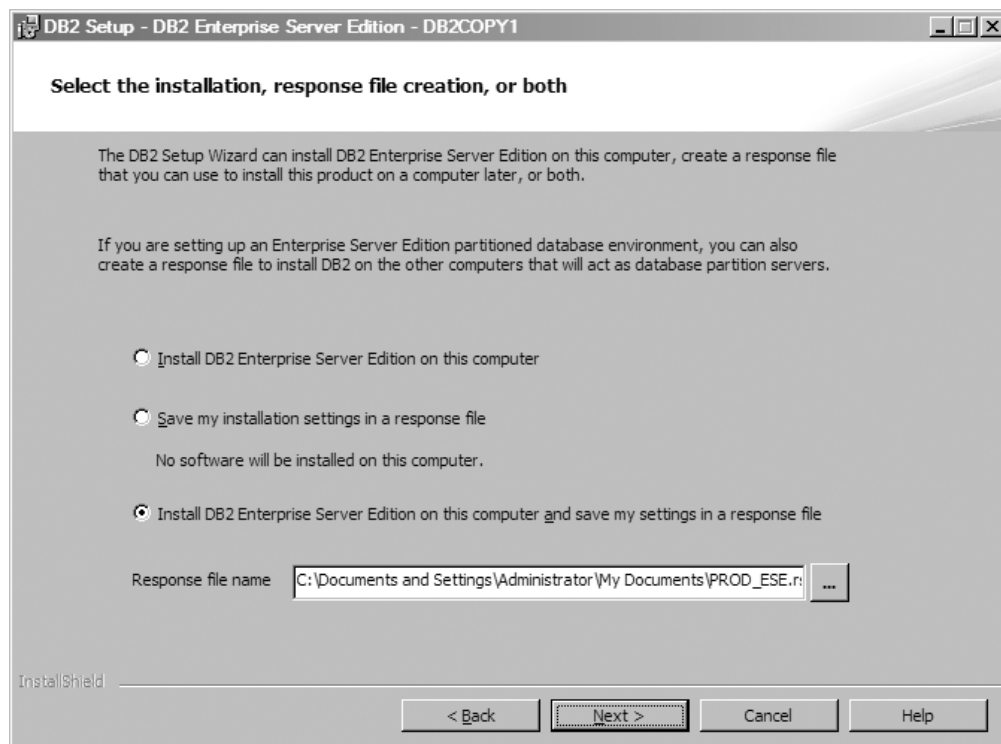 DB2 Setup - DB2 Enterprise Server Edition - DB2COPY1
Select the installation, response file creation, or both
The DB2 Setup Wizard can install DB2 Enterprise Server Edition on this computer, create a response file
that you can use to install this product on a computer later, or both.
If you are setting up an Enterprise Server Edition partitioned database environment, you can also
create a response file to install DB2 on the other computers that will act as database partition servers.
Install DB2 Enterprise Server Edition on this computer
Save my installation settings in a response file
No software will be installed on this computer.
Install DB2 Enterprise Server Edition on this computer and save my settings in a response file
Response file name C:\Documents and Settings\Administrator\My Documents\PROD_ESE.r ...
InstallShield
< Back Next > Cancel Help